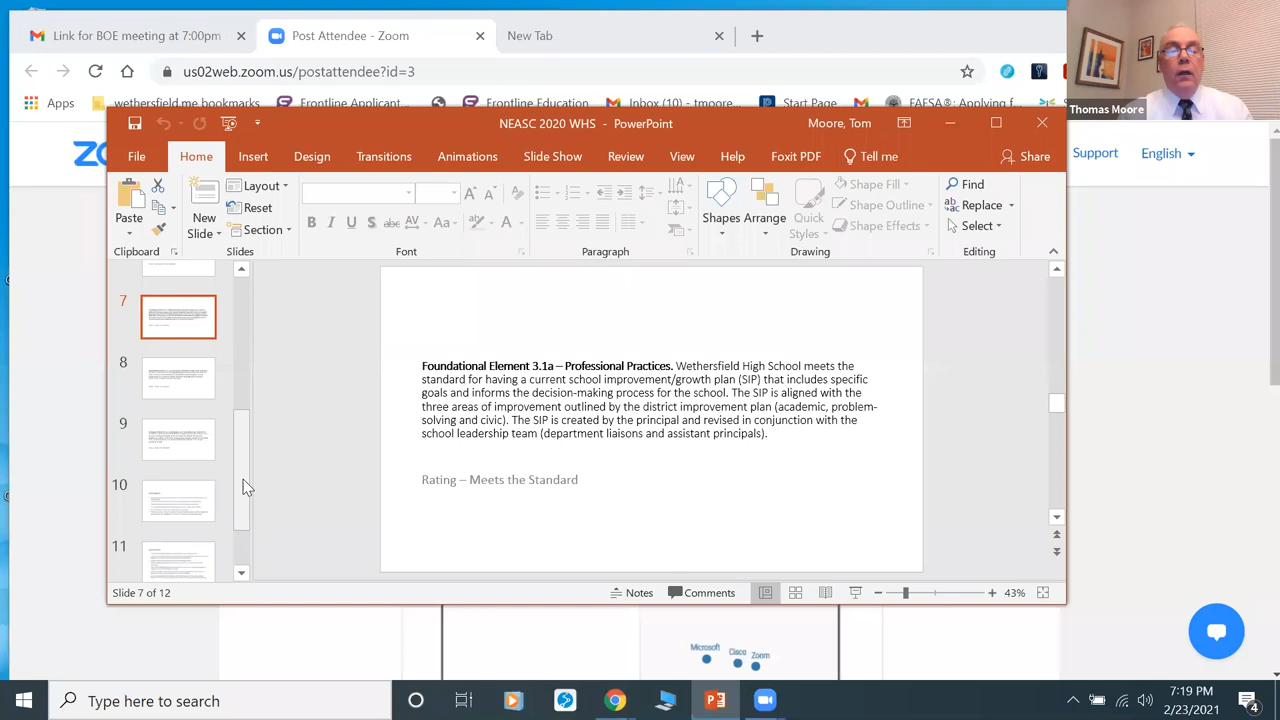 Link for BOE meeting at 7:00pm
Post Attendee - Zoom
New Tab
us02web.zoom.us/postattendee?id=3
Apps
wethersfield.me bookmarks
Frontline Applicant...
Frontline Education
Inbox (10) - tmoore...
Start Page
FAFSA®: Applying f...
Thomas Moore
NEASC 2020 WHS - PowerPoint
Moore, Tom
Support
English
File
Home
Insert
Design
Transitions
Animations
Slide Show
Review
View
Help
Foxit PDF
Tell me
Share
Paste
New Slide
Layout
Reset
Section
B I U S abc AV Aa A
Shapes
Arrange
Quick Styles
Shape Fill
Shape Outline
Shape Effects
Find
Replace
Select
Clipboard
Slides
Font
Paragraph
Drawing
Editing
7
8
9
10
11
Foundational Element 3.1a – Professional Practices. Wethersfield High School meets the
standard for having a current school improvement/growth plan (SIP) that includes specific
goals and informs the decision-making process for the school. The SIP is aligned with the
three areas of improvement outlined by the district improvement plan (academic, problem-
solving and civic). The SIP is created by the principal and revised in conjunction with the
school leadership team (department liaisons and assistant principals).
Rating – Meets the Standard
Slide 7 of 12
Notes
Comments
43%
Microsoft
Cisco
Zoom
Type here to search
7:19 PM
2/23/2021
4